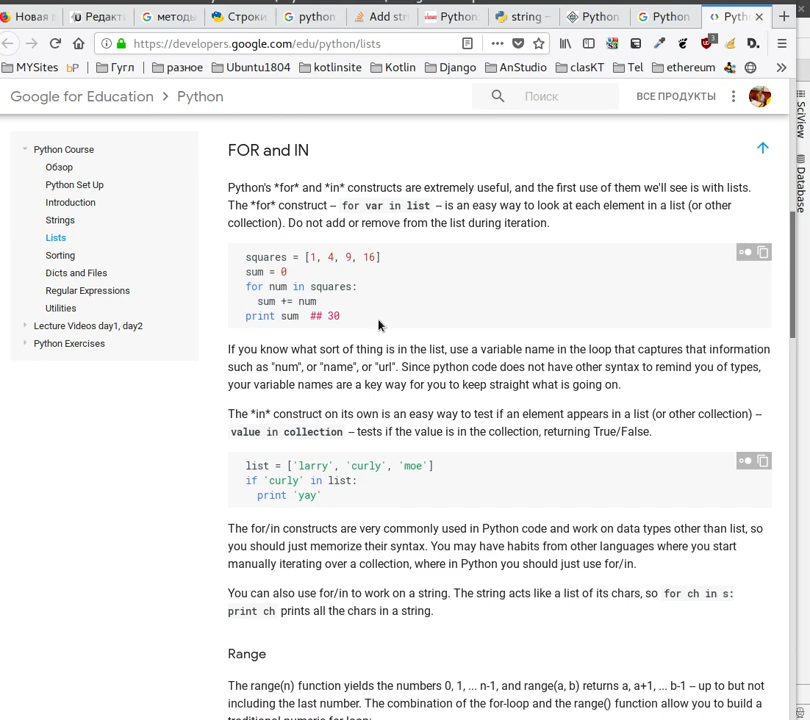 Новая
Редакт
методы
Строки
python
Add str
Python:
string –
Python
Python
Pytho
https://developers.google.com/edu/python/lists
3
MYSites
bP
Гугл
разное
Ubuntu1804
kotlinsite
Kotlin
Django
AnStudio
clasKT
Tel
ethereum
Google for Education > Python
Поиск
ВСЕ ПРОДУКТЫ
SciView
Database
Python Course
Обзор
Python Set Up
Introduction
Strings
Lists
Sorting
Dicts and Files
Regular Expressions
Utilities
Lecture Videos day1, day2
Python Exercises
FOR and IN
Python's *for* and *in* constructs are extremely useful, and the first use of them we'll see is with lists.
The *for* construct -- for var in list -- is an easy way to look at each element in a list (or other
collection). Do not add or remove from the list during iteration.
squares = [1, 4, 9, 16]
sum = 0
for num in squares:
sum += num
print sum ## 30
If you know what sort of thing is in the list, use a variable name in the loop that captures that information
such as "num", or "name", or "url". Since python code does not have other syntax to remind you of types,
your variable names are a key way for you to keep straight what is going on.
The *in* construct on its own is an easy way to test if an element appears in a list (or other collection) --
value in collection -- tests if the value is in the collection, returning True/False.
list = ['larry', 'curly', 'moe']
if 'curly' in list:
print 'yay'
The for/in constructs are very commonly used in Python code and work on data types other than list, so
you should just memorize their syntax. You may have habits from other languages where you start
manually iterating over a collection, where in Python you should just use for/in.
You can also use for/in to work on a string. The string acts like a list of its chars, so for ch in s:
print ch prints all the chars in a string.
Range
The range(n) function yields the numbers 0, 1, ... n-1, and range(a, b) returns a, a+1, ... b-1 -- up to but not
including the last number. The combination of the for-loop and the range() function allow you to build a
traditional numeric for loop: